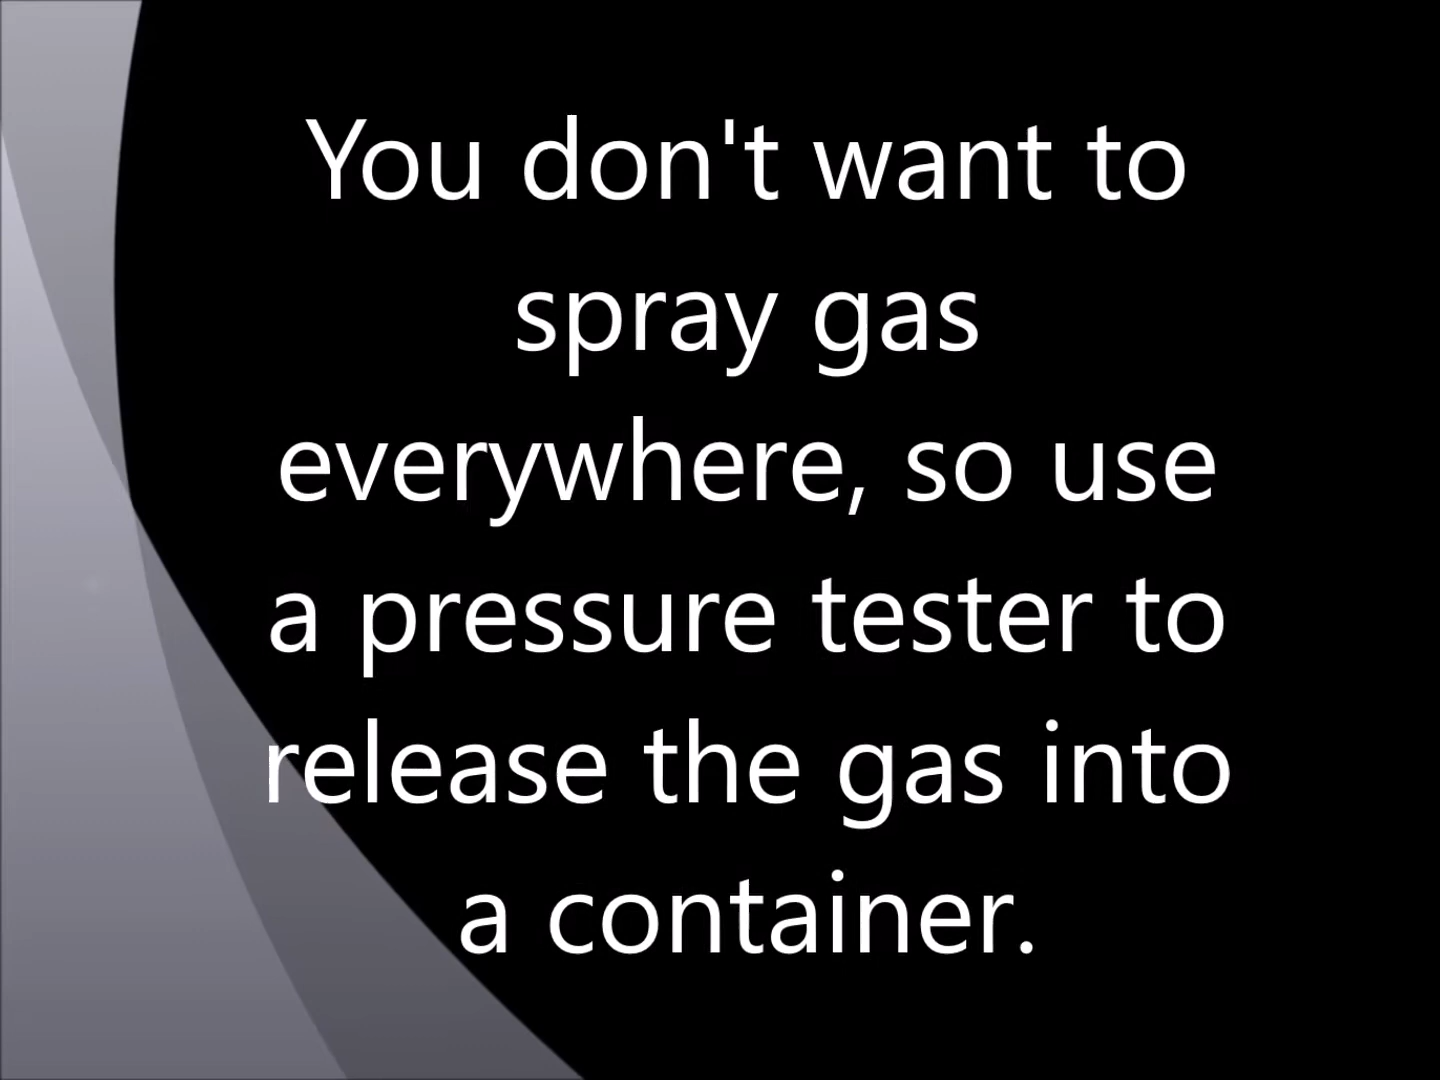 You don't want to
spray gas
everywhere, so use
a pressure tester to
release the gas into
a container.